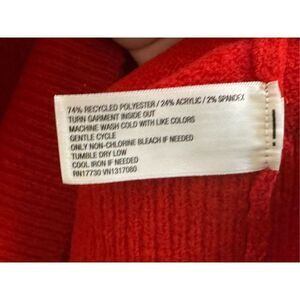 74% RECYCLED POLYESTER / 24% ACRYLIC / 2% SPANDEX
TURN GARMENT INSIDE OUT
MACHINE WASH COLD WITH LIKE COLORS
GENTLE CYCLE
ONLY NON-CHLORINE BLEACH IF NEEDED
TUMBLE DRY LOW
COOL IRON IF NEEDED
RN17730 VN1317080